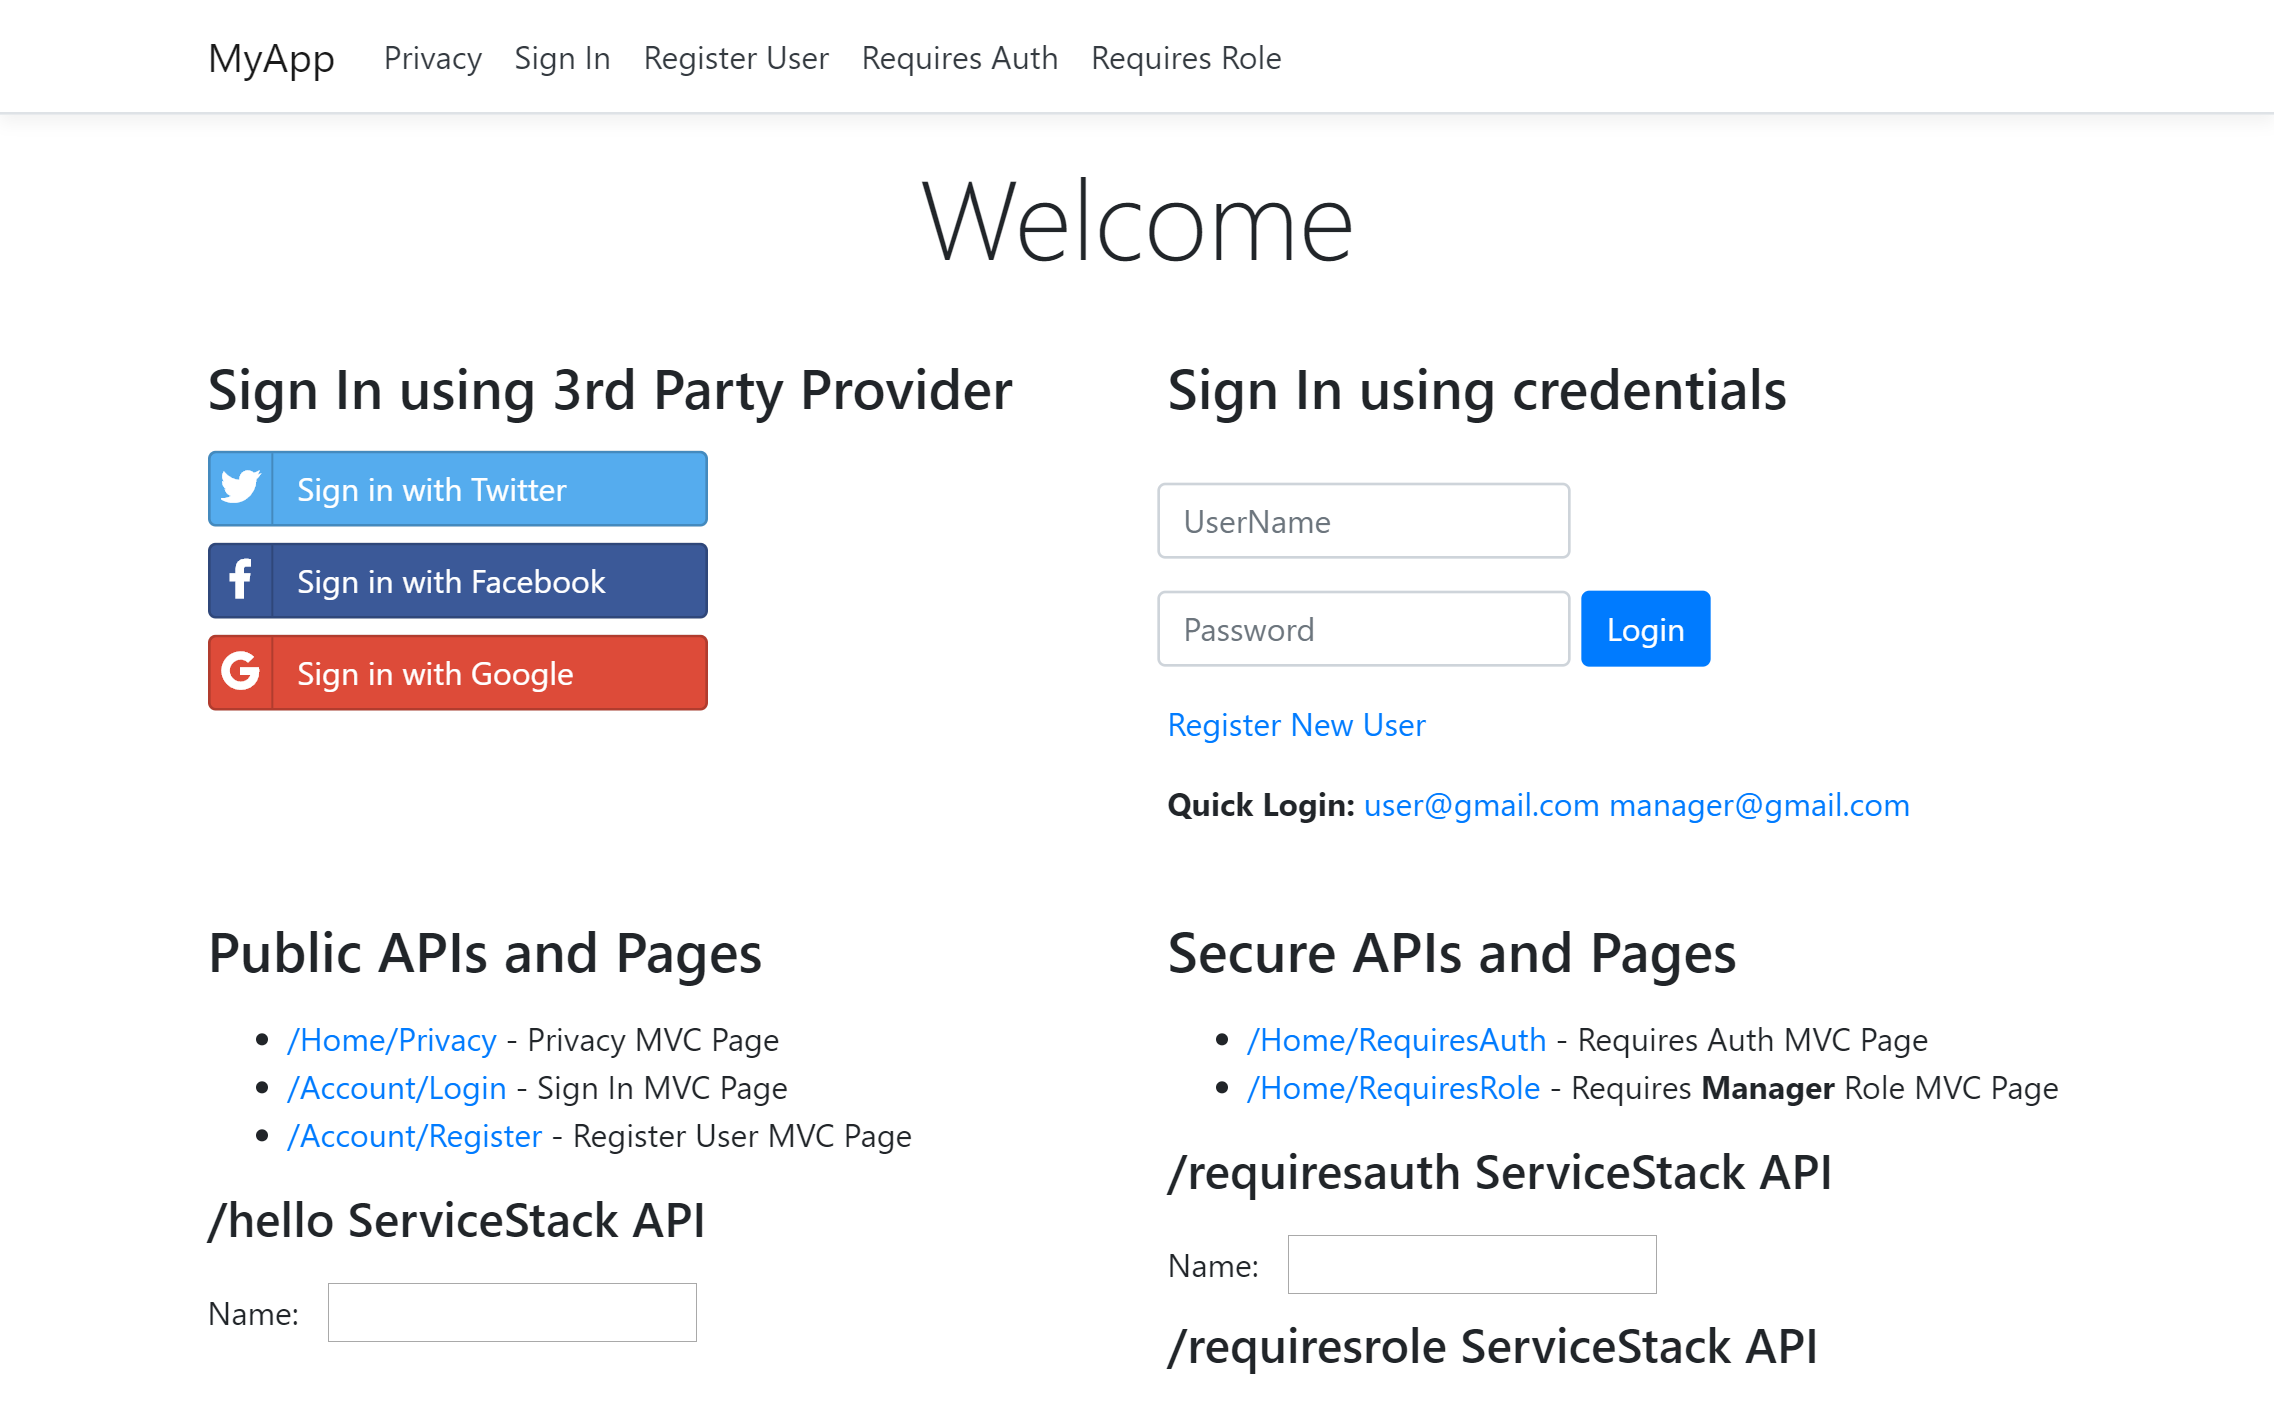 MyApp Privacy Sign In Register User Requires Auth Requires Role
Welcome
Sign In using 3rd Party Provider
Sign in with Twitter
Sign in with Facebook
Sign in with Google
Sign In using credentials
UserName
Password Login
Register New User
Quick Login: user@gmail.com manager@gmail.com
Public APIs and Pages
/Home/Privacy - Privacy MVC Page
/Account/Login - Sign In MVC Page
/Account/Register - Register User MVC Page
/hello ServiceStack API
Name:
Secure APIs and Pages
/Home/RequiresAuth - Requires Auth MVC Page
/Home/RequiresRole - Requires Manager Role MVC Page
/requiresauth ServiceStack API
Name:
/requiresrole ServiceStack API